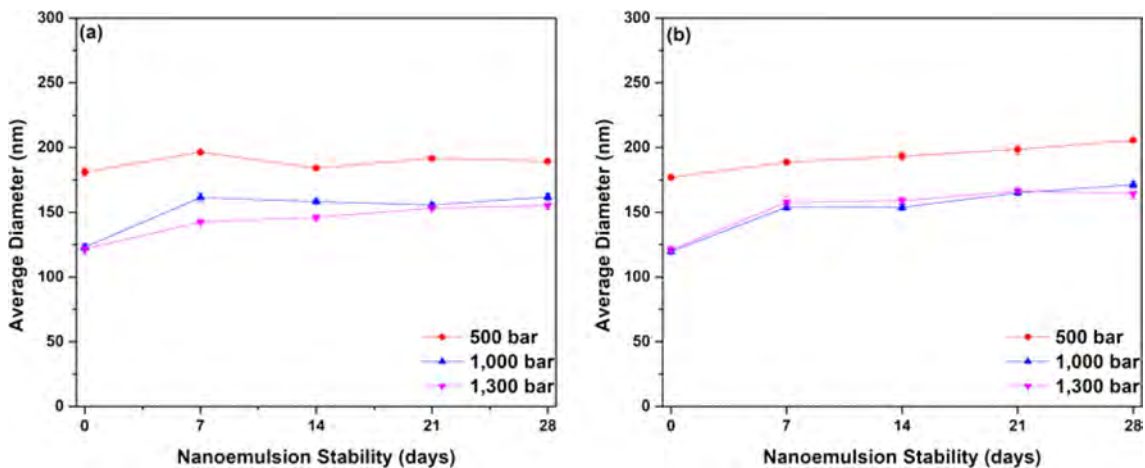 (a)
300
250
200
150
100
50
0
Average Diameter (nm)
0 7 14 21 28
Nanoemulsion Stability (days)
500 bar
1,000 bar
1,300 bar
(b)
300
250
200
150
100
50
0
Average Diameter (nm)
0 7 14 21 28
Nanoemulsion Stability (days)
500 bar
1,000 bar
1,300 bar